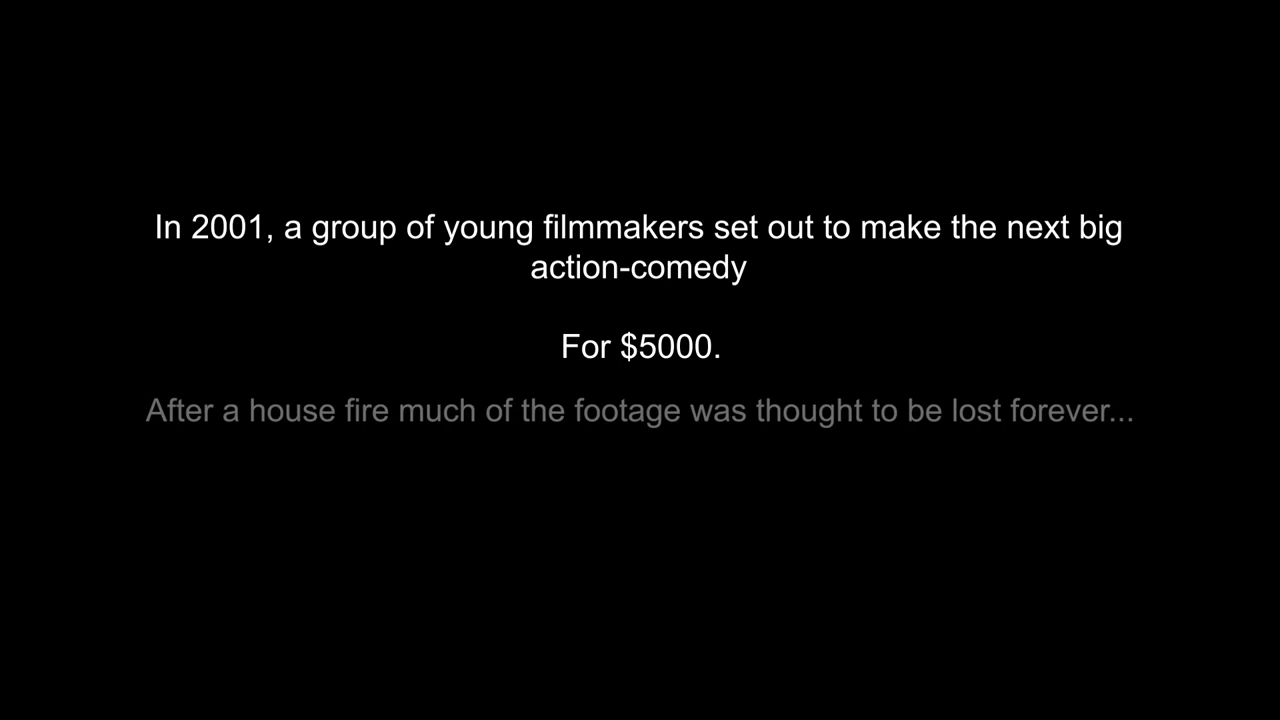 In 2001, a group of young filmmakers set out to make the next big
action-comedy
For $5000.
After a house fire much of the footage was thought to be lost forever...